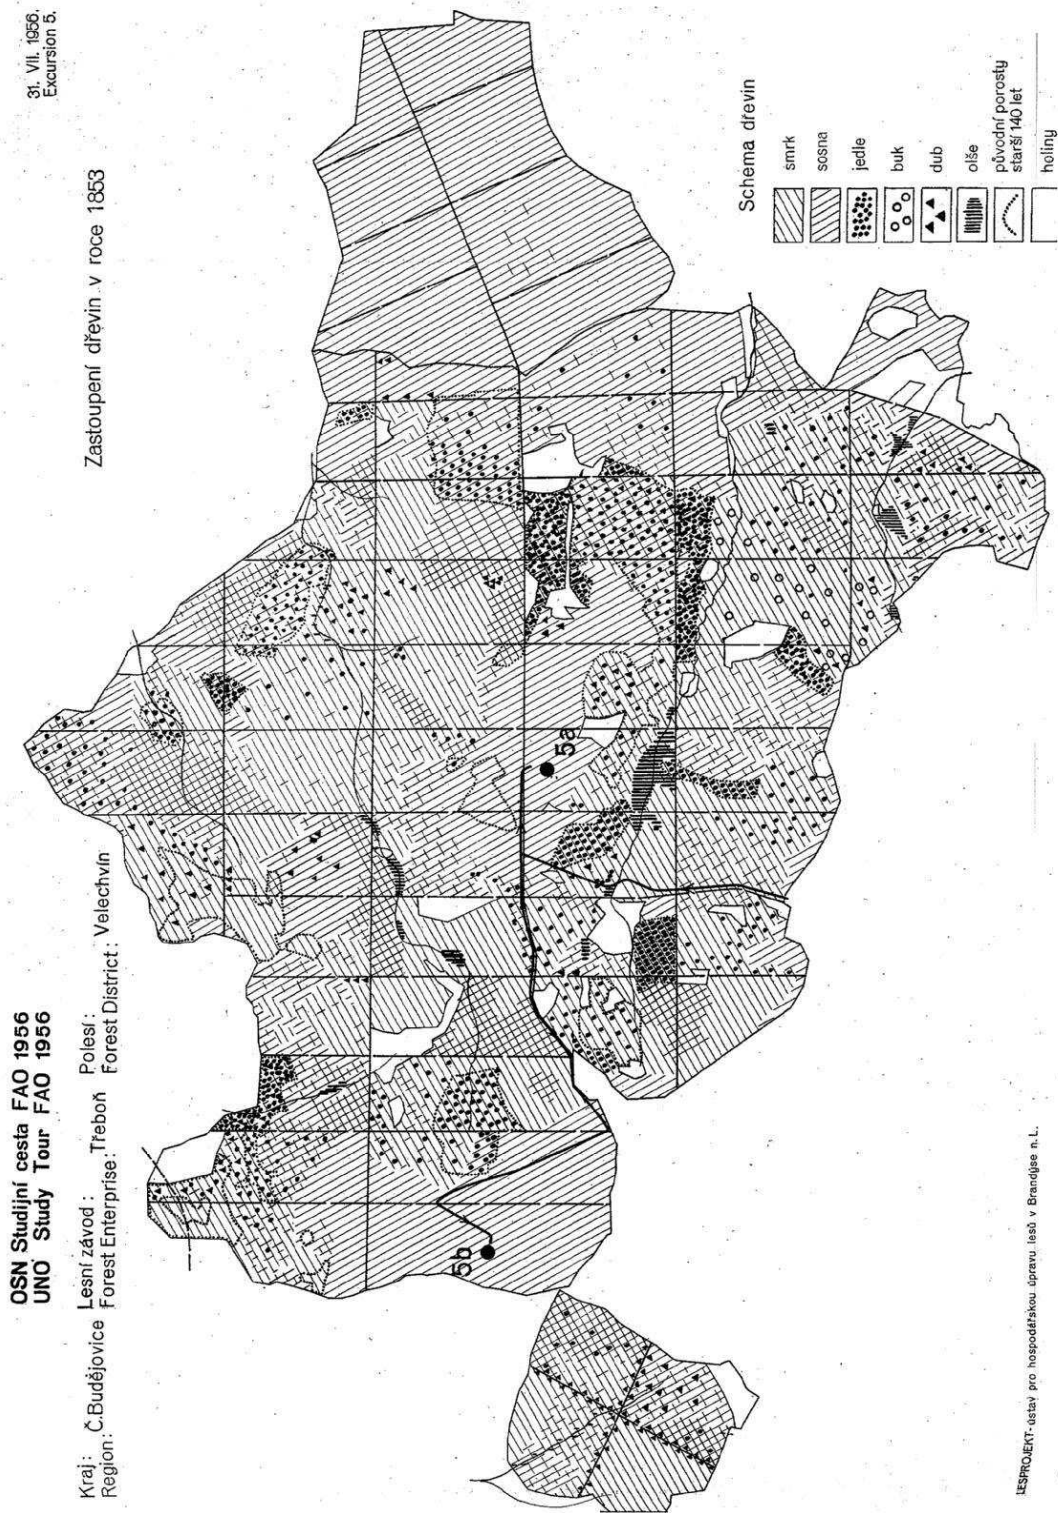 OSN Studijní cesta FAO 1956
UNO Study Tour FAO 1956
31. VII. 1956.
Excursion 5.
Kraj:
Region: Č.Budějovice
Lesní závod:
Forest Enterprise: Třeboň
Polesí:
Forest District: Velechvín
Zastoupení dřevin v roce 1853
5a
5b
Schema dřevin
smrk
sosna
jedle
buk
dub
olše
původní porosty
starší 140 let
holiny
LESPROJEKT-ústav pro hospodářskou úpravu lesů v Brandýse n.L.